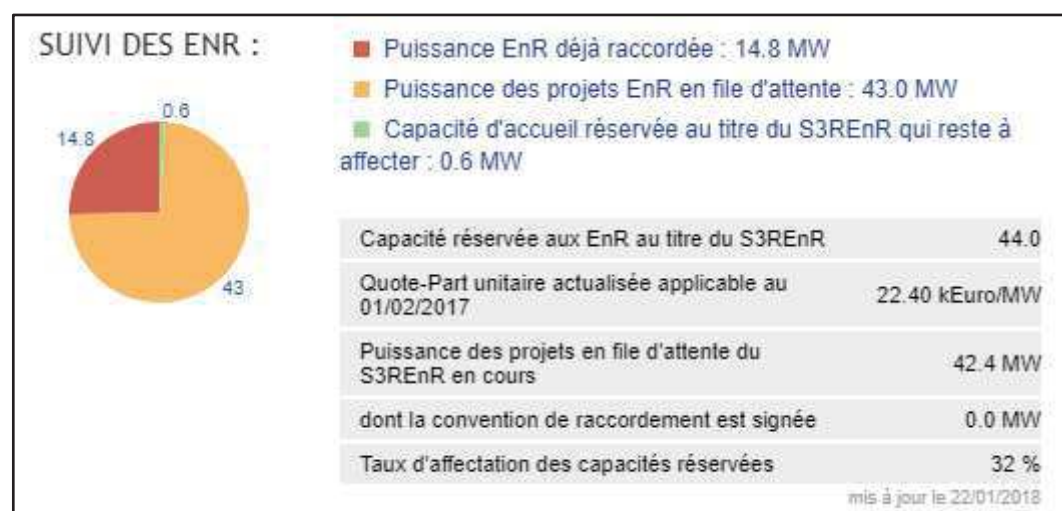 SUIVI DES ENR :
Puissance EnR déjà raccordée : 14.8 MW
Puissance des projets EnR en file d'attente : 43.0 MW
Capacité d'accueil réservée au titre du S3REnR qui reste à
affecter : 0.6 MW
0.6
14.8
43
Capacité réservée aux EnR au titre du S3REnR 44.0
Quote-Part unitaire actualisée applicable au
01/02/2017 22.40 kEuro/MW
Puissance des projets en file d'attente du
S3REnR en cours 42.4 MW
dont la convention de raccordement est signée 0.0 MW
Taux d'affectation des capacités réservées 32 %
mis à jour le 22/01/2018